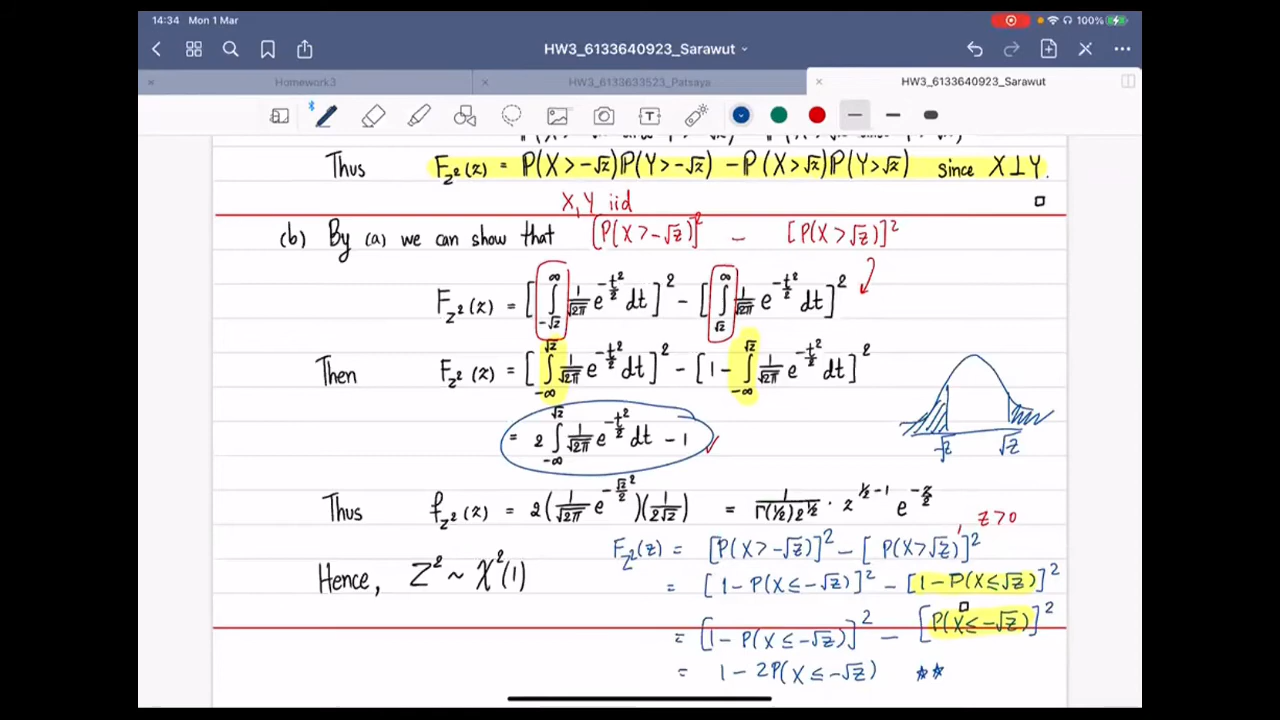 14:34 Mon 1 Mar
100%
HW3_6133640923_Sarawut
Homework3
HW3_6133633523_Patsaya
HW3_6133640923_Sarawut
Thus F_{Z²}(z) = P(X > -√z)P(Y > -√z) - P(X > √z)P(Y > √z) since X⊥Y.
X, Y iid
(b) By (a) we can show that [P(X > -√z)]² - [P(X > √z)]²
F_{Z²}(z) = [∫_{-√z}^{∞} 1/√2π e^{-t²/2} dt]² - [∫_{√z}^{∞} 1/√2π e^{-t²/2} dt]²
Then F_{Z²}(z) = [∫_{-∞}^{√z} 1/√2π e^{-t²/2} dt]² - [1 - ∫_{-∞}^{√z} 1/√2π e^{-t²/2} dt]²
= 2 ∫_{-∞}^{√z} 1/√2π e^{-t²/2} dt - 1 ✓
-√z √z
Thus f_{Z²}(z) = 2(1/√2π e^{-√z²/2})(1/2√z) = 1/Γ(1/2)2^{1/2} · z^{1/2-1} e^{-z/2} , z>0
F_{Z²}(z) = [P(X > -√z)]² - [P(X > √z)]²
Hence, Z² ~ χ²(1)
= [1 - P(X ≤ -√z)]² - [1 - P(X ≤ √z)]²
= [1 - P(X ≤ -√z)]² - [P(X ≤ -√z)]²
= 1 - 2P(X ≤ -√z) **